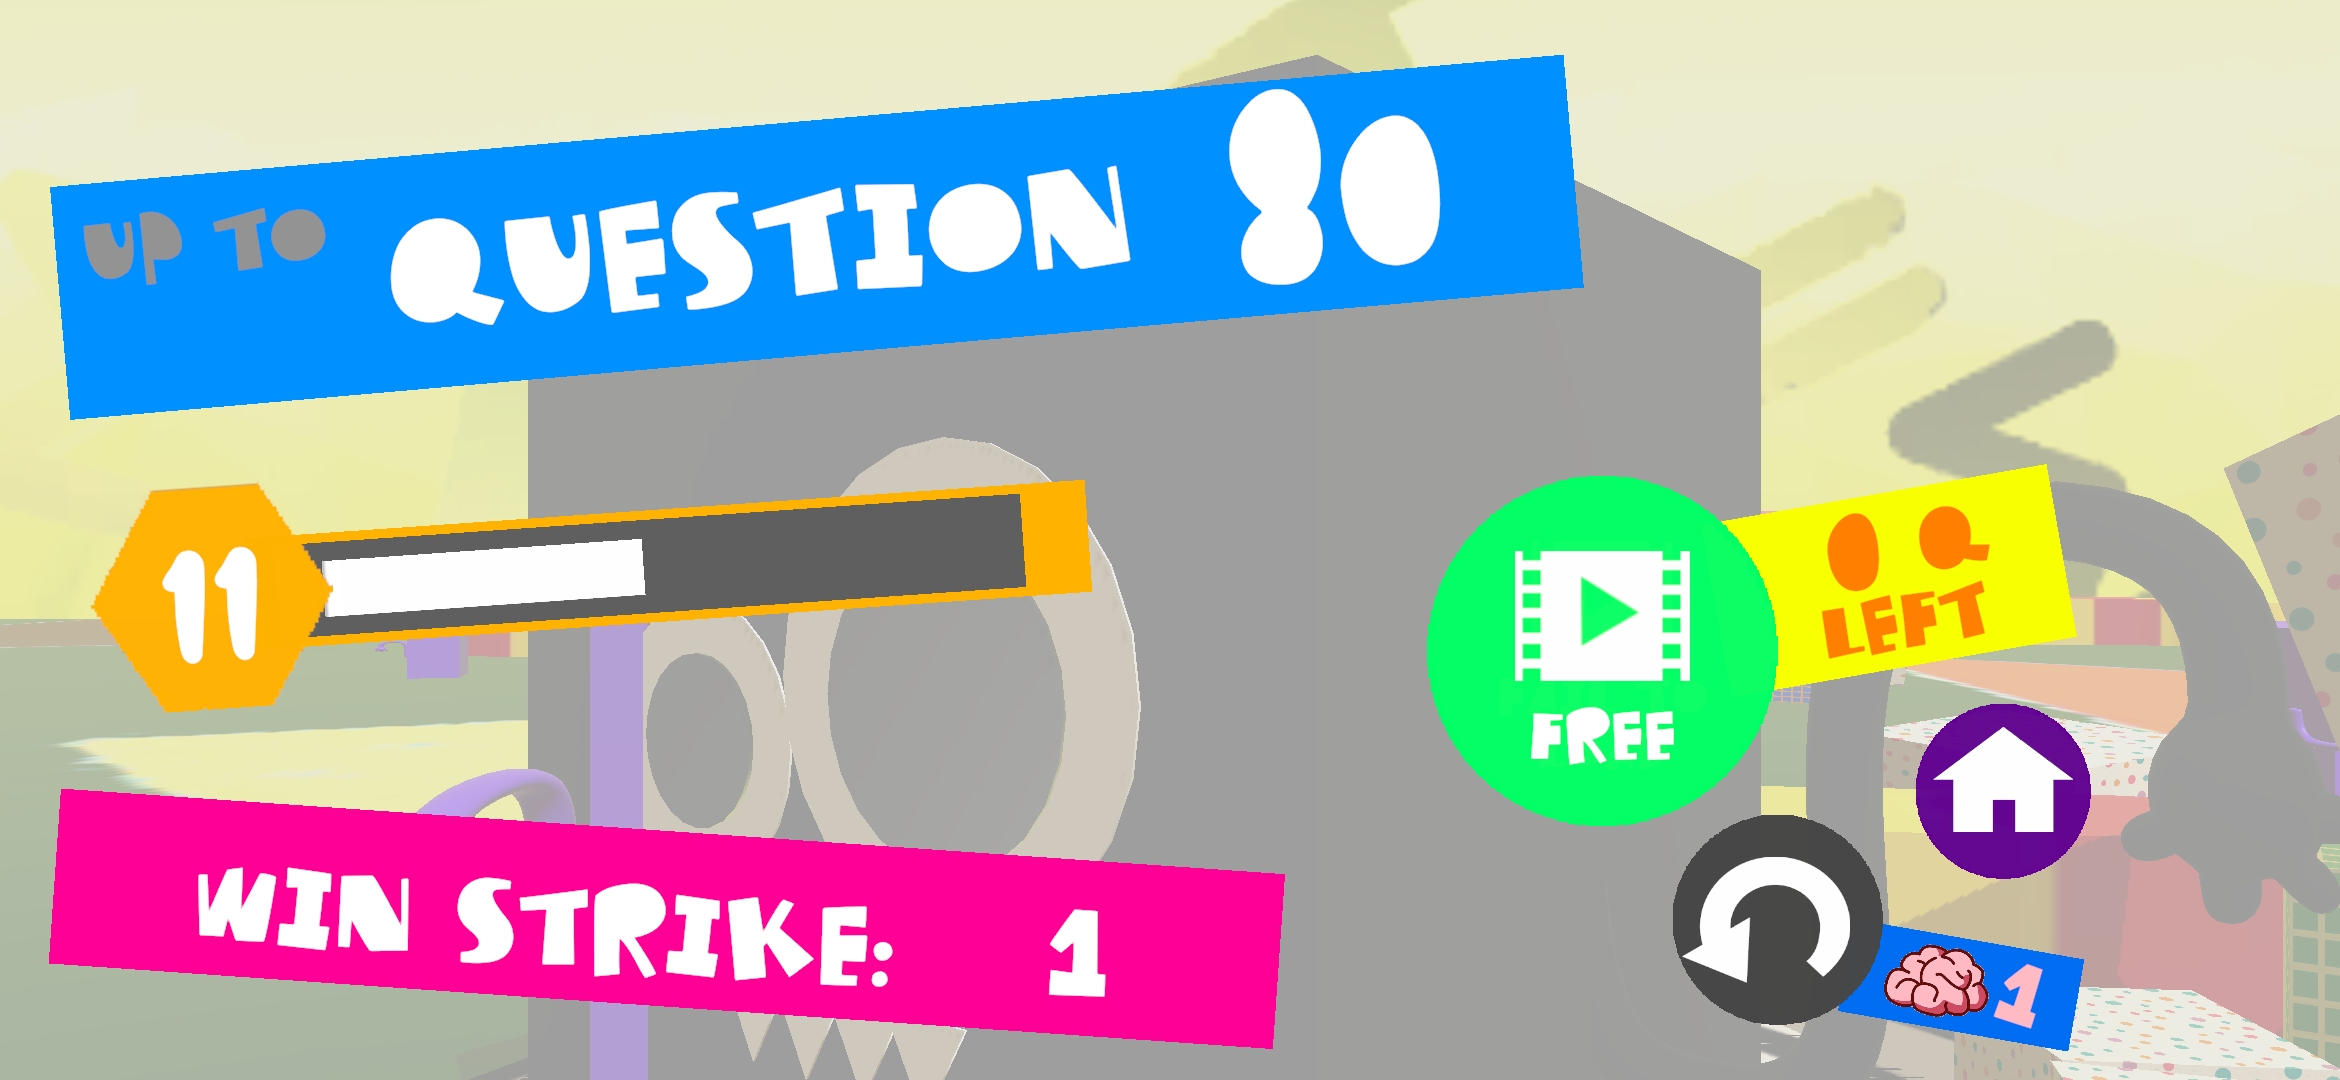 UP TO QUESTION 80
11
0 Q
LEFT
FREE
WIN STRIKE: 1
1